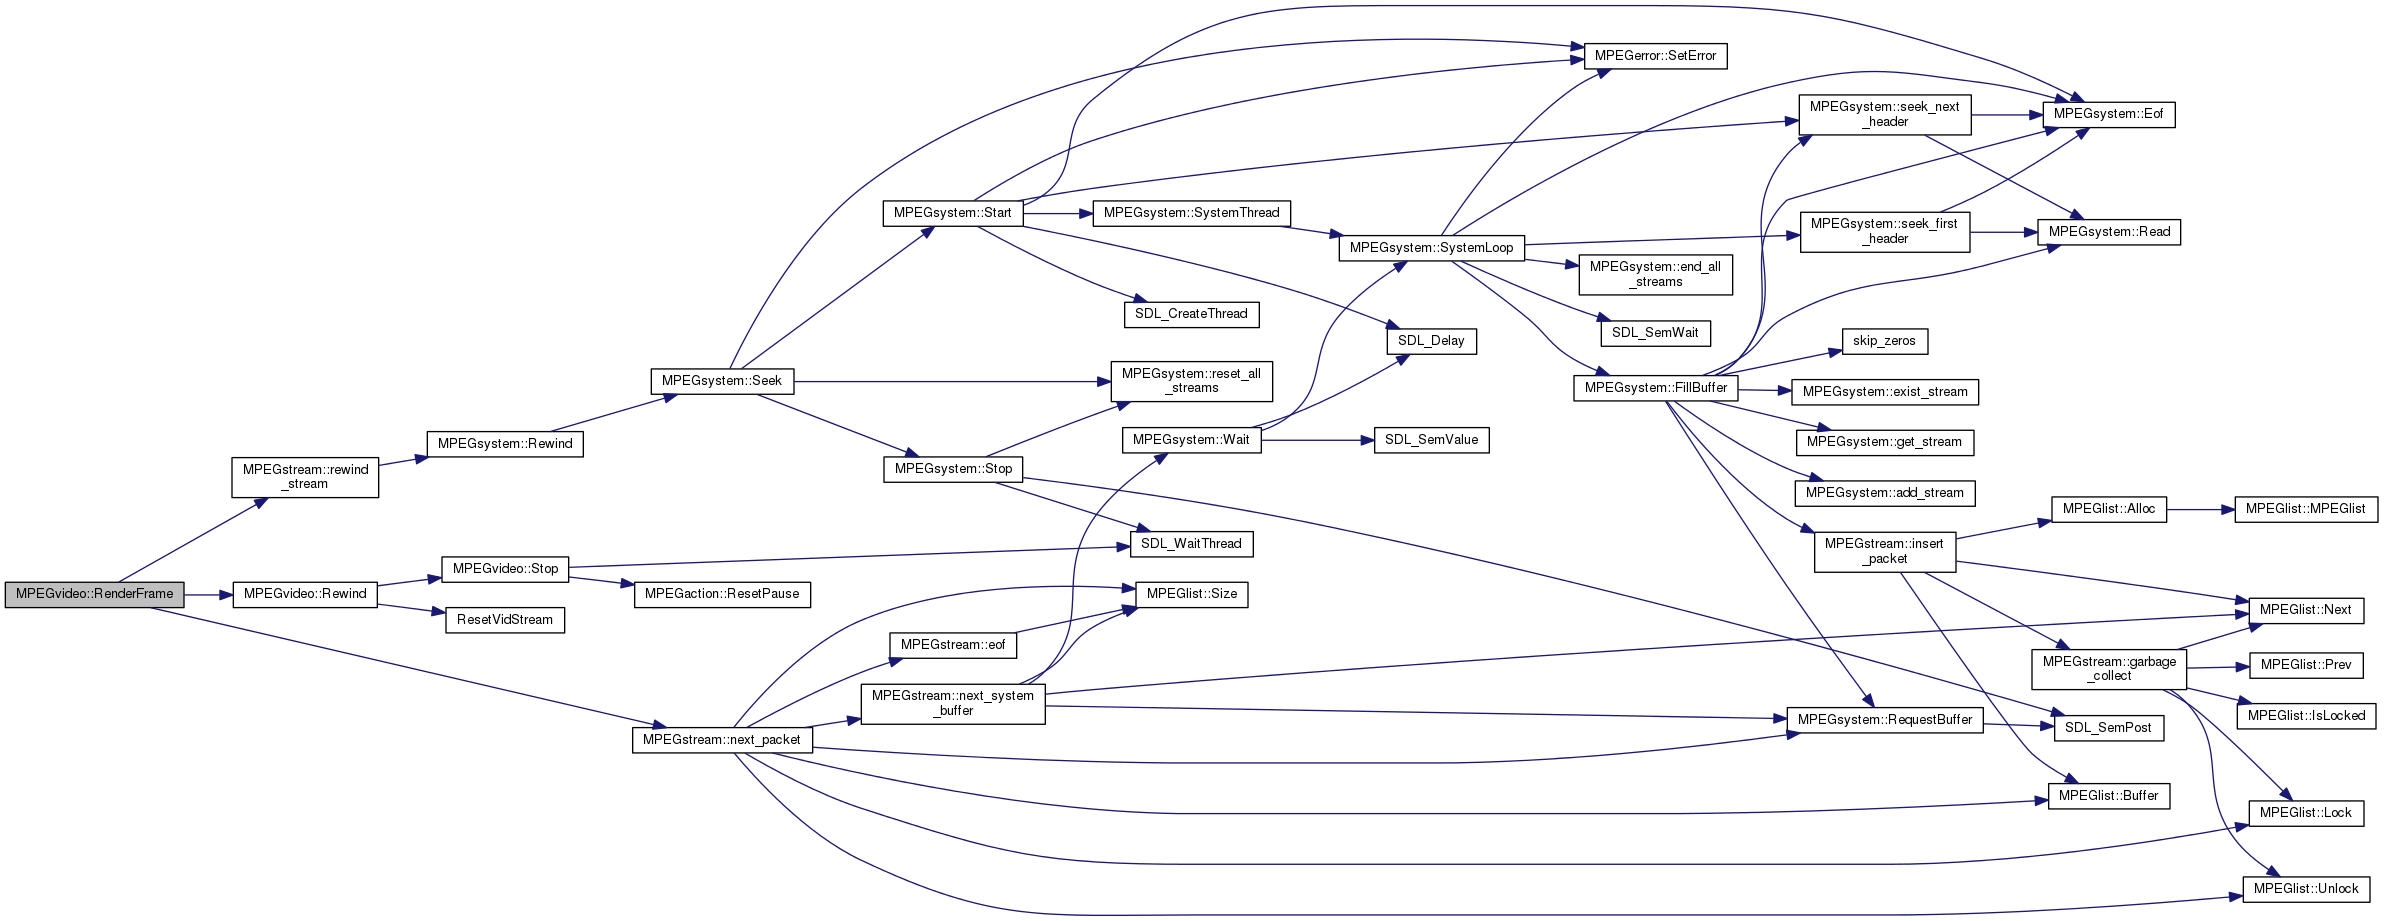 MPEGvideo::RenderFrame
MPEGstream::rewind
_stream
MPEGvideo::Rewind
MPEGsystem::Rewind
MPEGvideo::Stop
ResetVidStream
MPEGsystem::Seek
MPEGaction::ResetPause
MPEGstream::next_packet
MPEGsystem::Start
MPEGsystem::Stop
MPEGstream::eof
MPEGstream::next_system
_buffer
MPEGsystem::SystemThread
SDL_CreateThread
MPEGsystem::reset_all
_streams
MPEGsystem::Wait
SDL_WaitThread
MPEGlist::Size
MPEGsystem::SystemLoop
SDL_Delay
SDL_SemValue
MPEGerror::SetError
MPEGsystem::end_all
_streams
SDL_SemWait
MPEGsystem::FillBuffer
MPEGsystem::seek_next
_header
MPEGsystem::seek_first
_header
skip_zeros
MPEGsystem::exist_stream
MPEGsystem::get_stream
MPEGsystem::add_stream
MPEGstream::insert
_packet
MPEGsystem::RequestBuffer
MPEGsystem::Eof
MPEGsystem::Read
MPEGlist::Alloc
MPEGstream::garbage
_collect
SDL_SemPost
MPEGlist::Buffer
MPEGlist::MPEGlist
MPEGlist::Next
MPEGlist::Prev
MPEGlist::IsLocked
MPEGlist::Lock
MPEGlist::Unlock